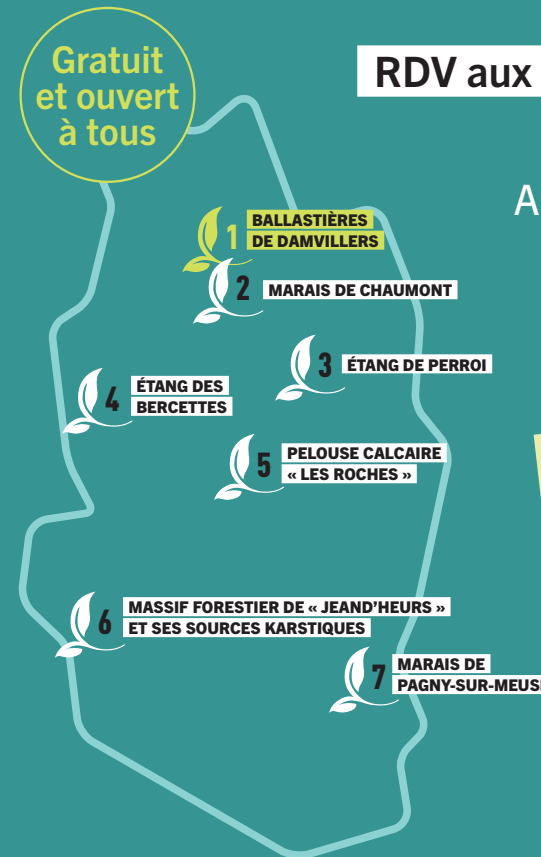 Gratuit
et ouvert
à tous
RDV aux
A
1 BALLASTIÈRES
DE DAMVILLERS
2 MARAIS DE CHAUMONT
3 ÉTANG DE PERROI
4 ÉTANG DES
BERCETTES
5 PELOUSE CALCAIRE
« LES ROCHES »
6 MASSIF FORESTIER DE « JEAND'HEURS »
ET SES SOURCES KARSTIQUES
7 MARAIS DE
PAGNY-SUR-MEUSE